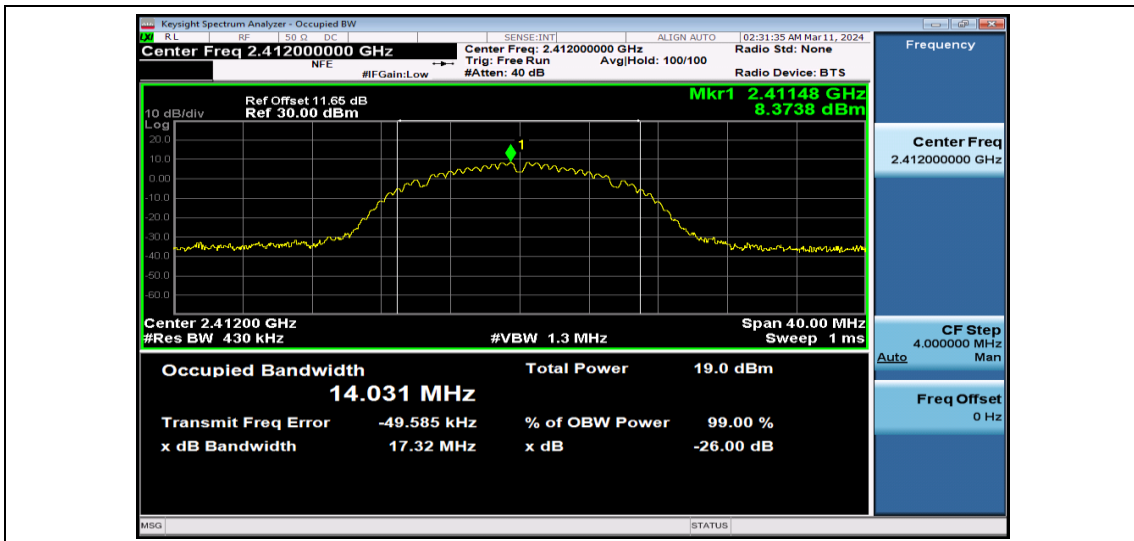 Keysight Spectrum Analyzer - Occupied BW
LXI RL RF 50 Ω DC SENSE:INT ALIGN AUTO 02:31:35 AM Mar 11, 2024
Center Freq 2.412000000 GHz Center Freq: 2.412000000 GHz Radio Std: None
NFE Trig: Free Run Avg|Hold: 100/100
#IFGain:Low #Atten: 40 dB Radio Device: BTS
Frequency
Mkr1 2.41148 GHz
8.3738 dBm
Ref Offset 11.65 dB
10 dB/div Ref 30.00 dBm
Log
20.0
10.0
0.00
-10.0
-20.0
-30.0
-40.0
-50.0
-60.0
1
Center 2.41200 GHz Span 40.00 MHz
#Res BW 430 kHz #VBW 1.3 MHz Sweep 1 ms
Occupied Bandwidth Total Power 19.0 dBm
14.031 MHz
Transmit Freq Error -49.585 kHz % of OBW Power 99.00 %
x dB Bandwidth 17.32 MHz x dB -26.00 dB
Center Freq
2.412000000 GHz
CF Step
4.000000 MHz
Auto Man
Freq Offset
0 Hz
MSG STATUS